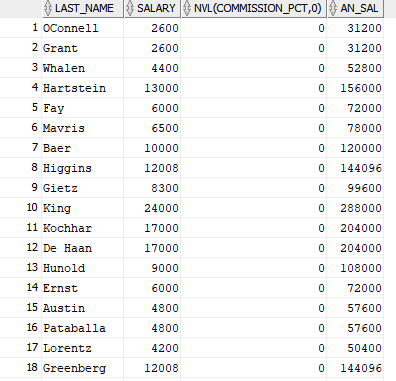 LAST_NAME SALARY NVL(COMMISSION_PCT,0) AN_SAL
1 OConnell 2600 0 31200
2 Grant 2600 0 31200
3 Whalen 4400 0 52800
4 Hartstein 13000 0 156000
5 Fay 6000 0 72000
6 Mavris 6500 0 78000
7 Baer 10000 0 120000
8 Higgins 12008 0 144096
9 Gietz 8300 0 99600
10 King 24000 0 288000
11 Kochhar 17000 0 204000
12 De Haan 17000 0 204000
13 Hunold 9000 0 108000
14 Ernst 6000 0 72000
15 Austin 4800 0 57600
16 Pataballa 4800 0 57600
17 Lorentz 4200 0 50400
18 Greenberg 12008 0 144096